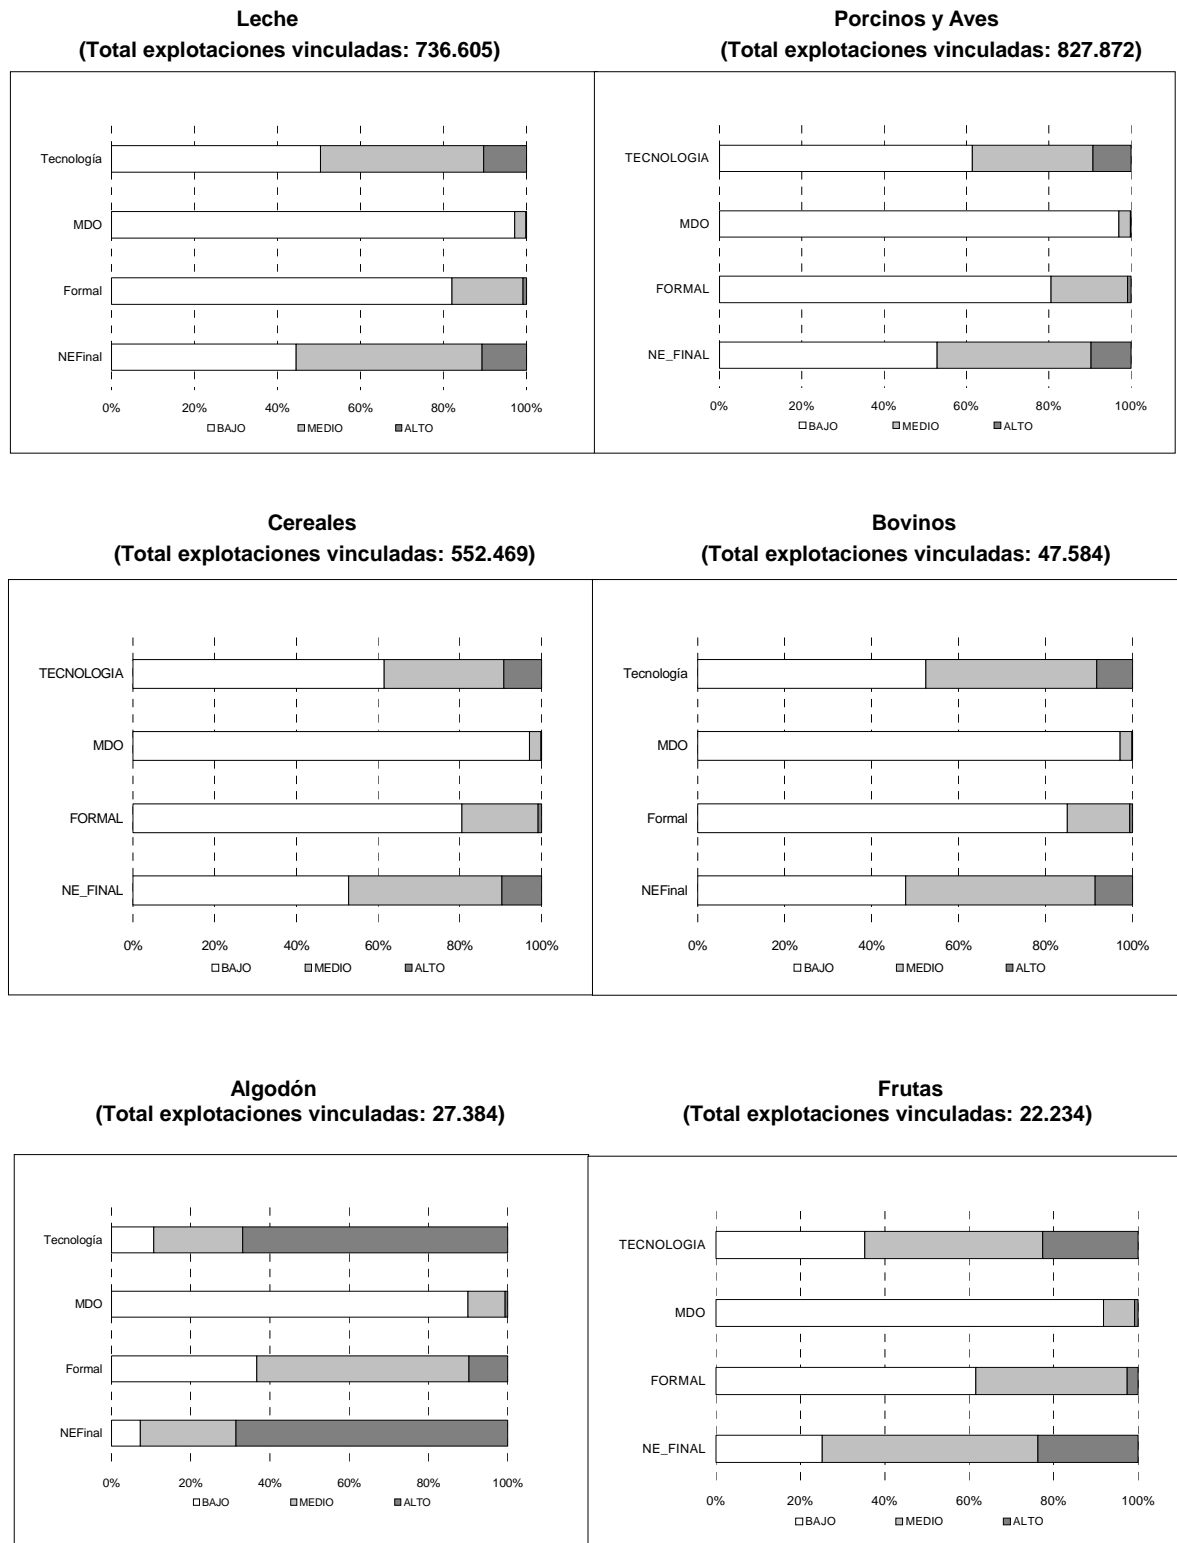 Leche
(Total explotaciones vinculadas: 736.605)
Tecnología
MDO
Formal
NEFinal
0% 20% 40% 60% 80% 100%
BAJO MEDIO ALTO
Porcinos y Aves
(Total explotaciones vinculadas: 827.872)
TECNOLOGIA
MDO
FORMAL
NE_FINAL
0% 20% 40% 60% 80% 100%
BAJO MEDIO ALTO
Cereales
(Total explotaciones vinculadas: 552.469)
TECNOLOGIA
MDO
FORMAL
NE_FINAL
0% 20% 40% 60% 80% 100%
BAJO MEDIO ALTO
Bovinos
(Total explotaciones vinculadas: 47.584)
Tecnología
MDO
Formal
NEFinal
0% 20% 40% 60% 80% 100%
BAJO MEDIO ALTO
Algodón
(Total explotaciones vinculadas: 27.384)
Tecnología
MDO
Formal
NEFinal
0% 20% 40% 60% 80% 100%
BAJO MEDIO ALTO
Frutas
(Total explotaciones vinculadas: 22.234)
TECNOLOGIA
MDO
FORMAL
NE_FINAL
0% 20% 40% 60% 80% 100%
BAJO MEDIO ALTO